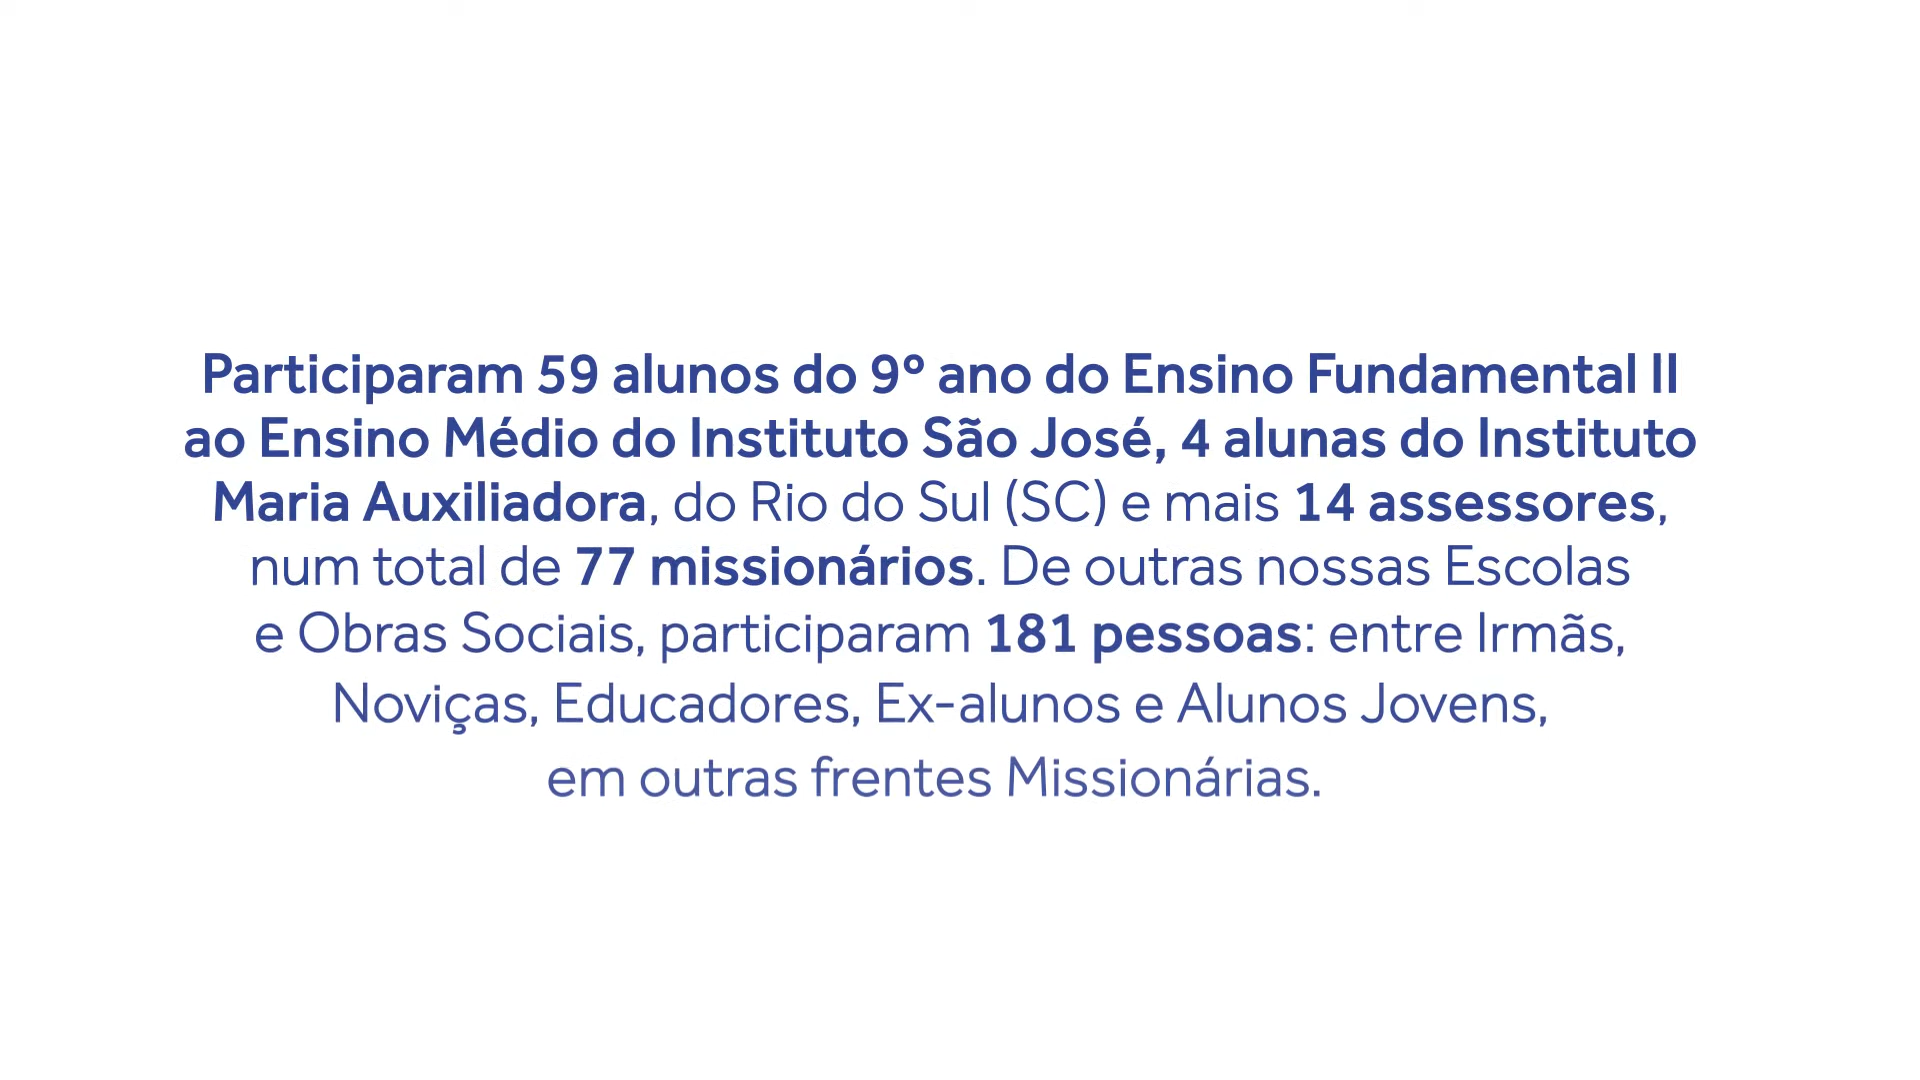 Participaram 59 alunos do 9º ano do Ensino Fundamental II
ao Ensino Médio do Instituto São José, 4 alunas do Instituto
Maria Auxiliadora, do Rio do Sul (SC) e mais 14 assessores,
num total de 77 missionários. De outras nossas Escolas
e Obras Sociais, participaram 181 pessoas: entre Irmãs,
Noviças, Educadores, Ex-alunos e Alunos Jovens,
em outras frentes Missionárias.